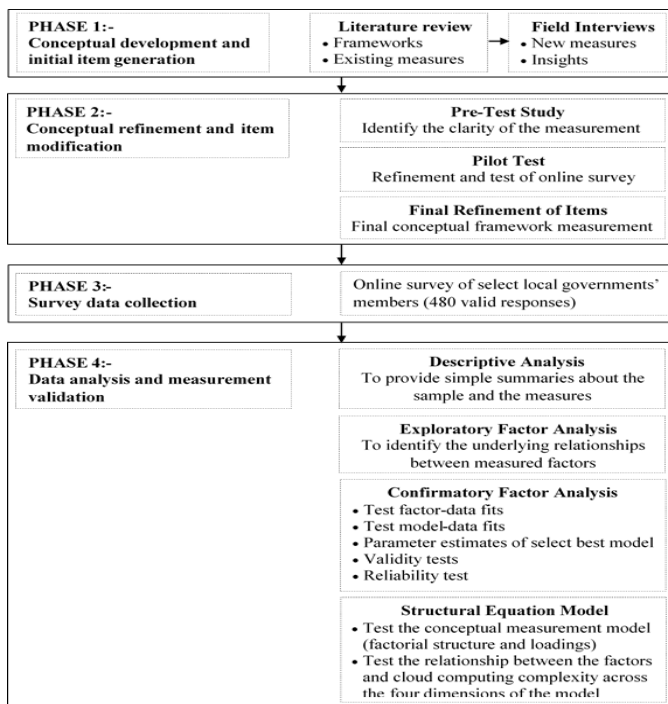 PHASE 1:-
Conceptual development and
initial item generation
Literature review
• Frameworks
• Existing measures
Field Interviews
• New measures
• Insights
PHASE 2:-
Conceptual refinement and item
modification
Pre-Test Study
Identify the clarity of the measurement
Pilot Test
Refinement and test of online survey
Final Refinement of Items
Final conceptual framework measurement
PHASE 3:-
Survey data collection
Online survey of select local governments'
members (480 valid responses)
PHASE 4:-
Data analysis and measurement
validation
Descriptive Analysis
To provide simple summaries about the
sample and the measures
Exploratory Factor Analysis
To identify the underlying relationships
between measured factors
Confirmatory Factor Analysis
• Test factor-data fits
• Test model-data fits
• Parameter estimates of select best model
• Validity tests
• Reliability test
Structural Equation Model
• Test the conceptual measurement model
(factorial structure and loadings)
• Test the relationship between the factors
and cloud computing complexity across
the four dimensions of the model